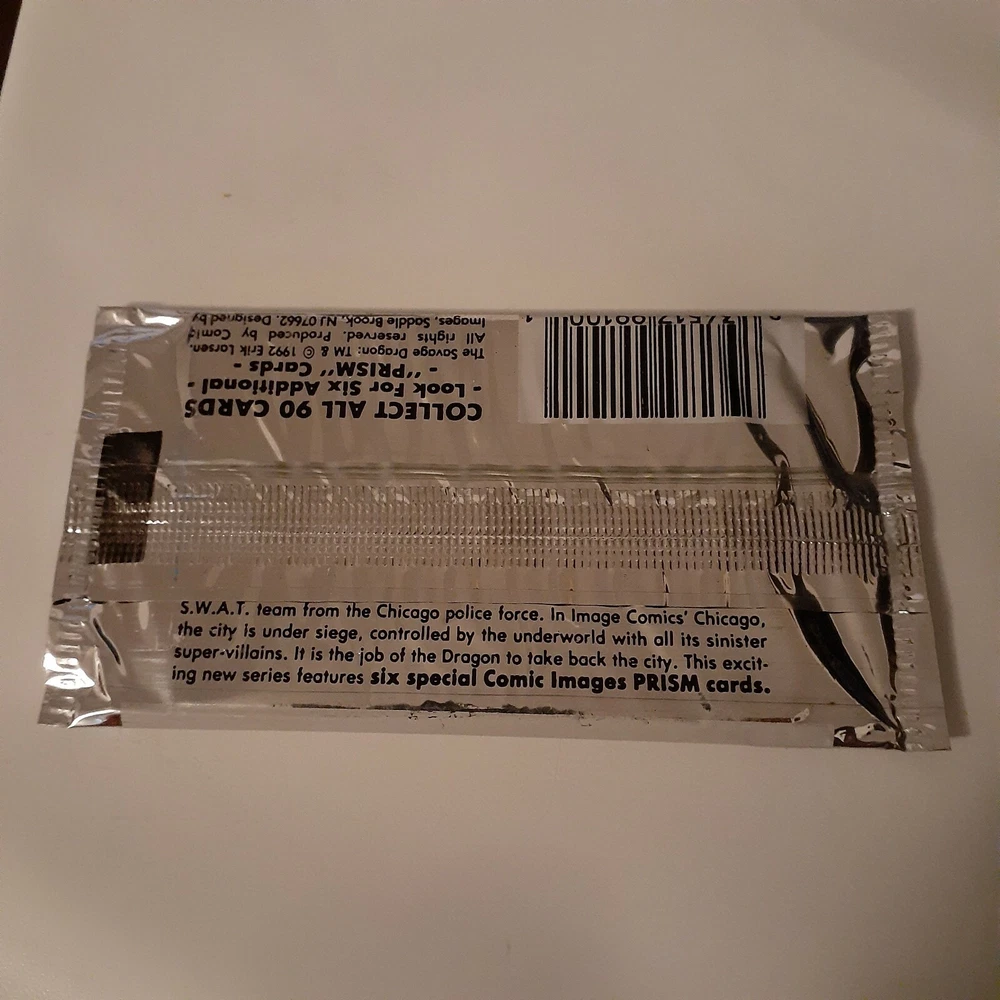 COLLECT ALL 90 CARDS
- Look For Six Additional -
- "PRISM" Cards -
The Savage Dragon: TM & © 1992 Erik Larsen.
All rights reserved. Produced by Comic
Images, Saddle Brook, NJ 07662. Designed by
S.W.A.T. team from the Chicago police force. In Image Comics' Chicago,
the city is under siege, controlled by the underworld with all its sinister
super-villains. It is the job of the Dragon to take back the city. This excit-
ing new series features six special Comic Images PRISM cards.